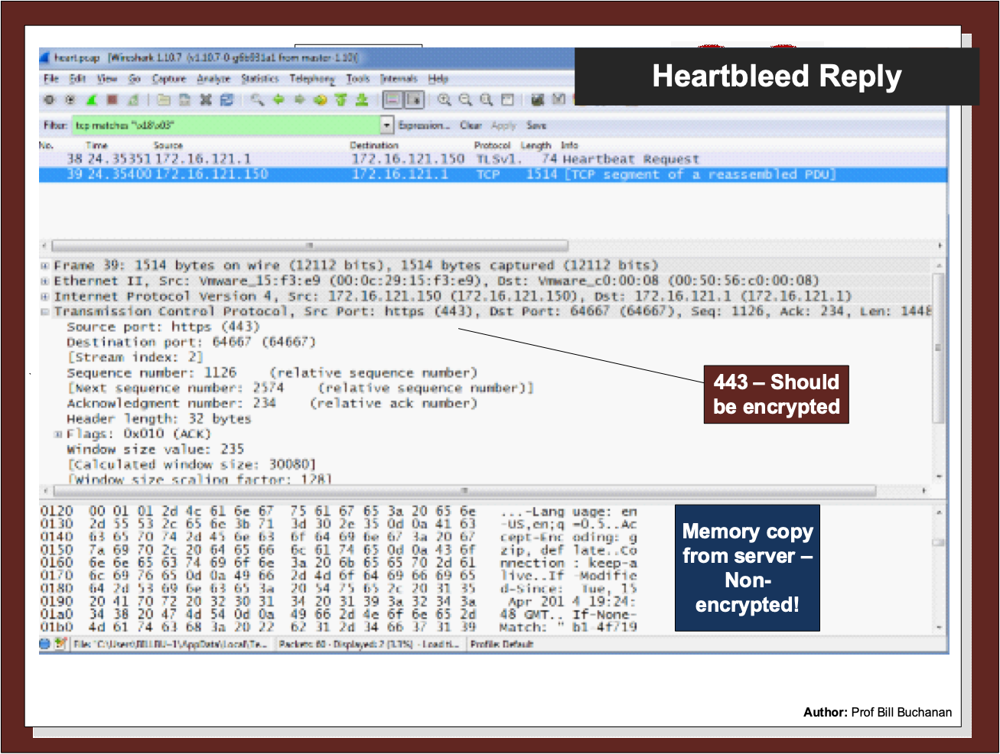 heart.pcap [Wireshark 1.10.7 (v1.10.7-0-g6b931a1 from master-1.10)]
Heartbleed Reply
File Edit View Go Capture Analyze Statistics Telephony Tools Internals Help
Filter: tcp matches "\x18\x03" Expression... Clear Apply Save
No. Time Source Destination Protocol Length Info
38 24.35351 172.16.121.1 172.16.121.150 TLSv1. 74 Heartbeat Request
39 24.35400 172.16.121.150 172.16.121.1 TCP 1514 [TCP segment of a reassembled PDU]
Frame 39: 1514 bytes on wire (12112 bits), 1514 bytes captured (12112 bits)
Ethernet II, Src: Vmware_15:f3:e9 (00:0c:29:15:f3:e9), Dst: Vmware_c0:00:08 (00:50:56:c0:00:08)
Internet Protocol Version 4, Src: 172.16.121.150 (172.16.121.150), Dst: 172.16.121.1 (172.16.121.1)
Transmission Control Protocol, Src Port: https (443), Dst Port: 64667 (64667), Seq: 1126, Ack: 234, Len: 1448
Source port: https (443)
Destination port: 64667 (64667)
[Stream index: 2]
Sequence number: 1126 (relative sequence number)
[Next sequence number: 2574 (relative sequence number)]
Acknowledgment number: 234 (relative ack number)
Header length: 32 bytes
Flags: 0x010 (ACK)
Window size value: 235
[Calculated window size: 30080]
[Window size scaling factor: 128]
443 – Should
be encrypted
0120 00 01 01 2d 4c 61 6e 67 75 61 67 65 3a 20 65 6e ...-Lang uage: en
0130 2d 55 53 2c 65 6e 3b 71 3d 30 2e 35 0d 0a 41 63 -US,en;q =0.5..Ac
0140 63 65 70 74 2d 45 6e 63 6f 64 69 6e 67 3a 20 67 cept-Enc oding: g
0150 7a 69 70 2c 20 64 65 66 6c 61 74 65 0d 0a 43 6f zip, def late..Co
0160 6e 6e 65 63 74 69 6f 6e 3a 20 6b 65 65 70 2d 61 nnection : keep-a
0170 6c 69 76 65 0d 0a 49 66 2d 4d 6f 64 69 66 69 65 live..If -Modifie
0180 64 2d 53 69 6e 63 65 3a 20 54 75 65 2c 20 31 35 d-Since: Tue, 15
0190 20 41 70 72 20 32 30 31 34 20 31 39 3a 32 34 3a Apr 201 4 19:24:
01a0 34 38 20 47 4d 54 0d 0a 49 66 2d 4e 6f 6e 65 2d 48 GMT.. If-None-
01b0 4d 61 74 63 68 3a 20 22 62 31 2d 34 66 37 31 39 Match: " b1-4f719
Memory copy
from server –
Non-
encrypted!
File: "C:\Users\BILLBU~1\AppData\Local\Te... Packets: 60 · Displayed: 2 (3.3%) · Load ti... Profile: Default
Author: Prof Bill Buchanan